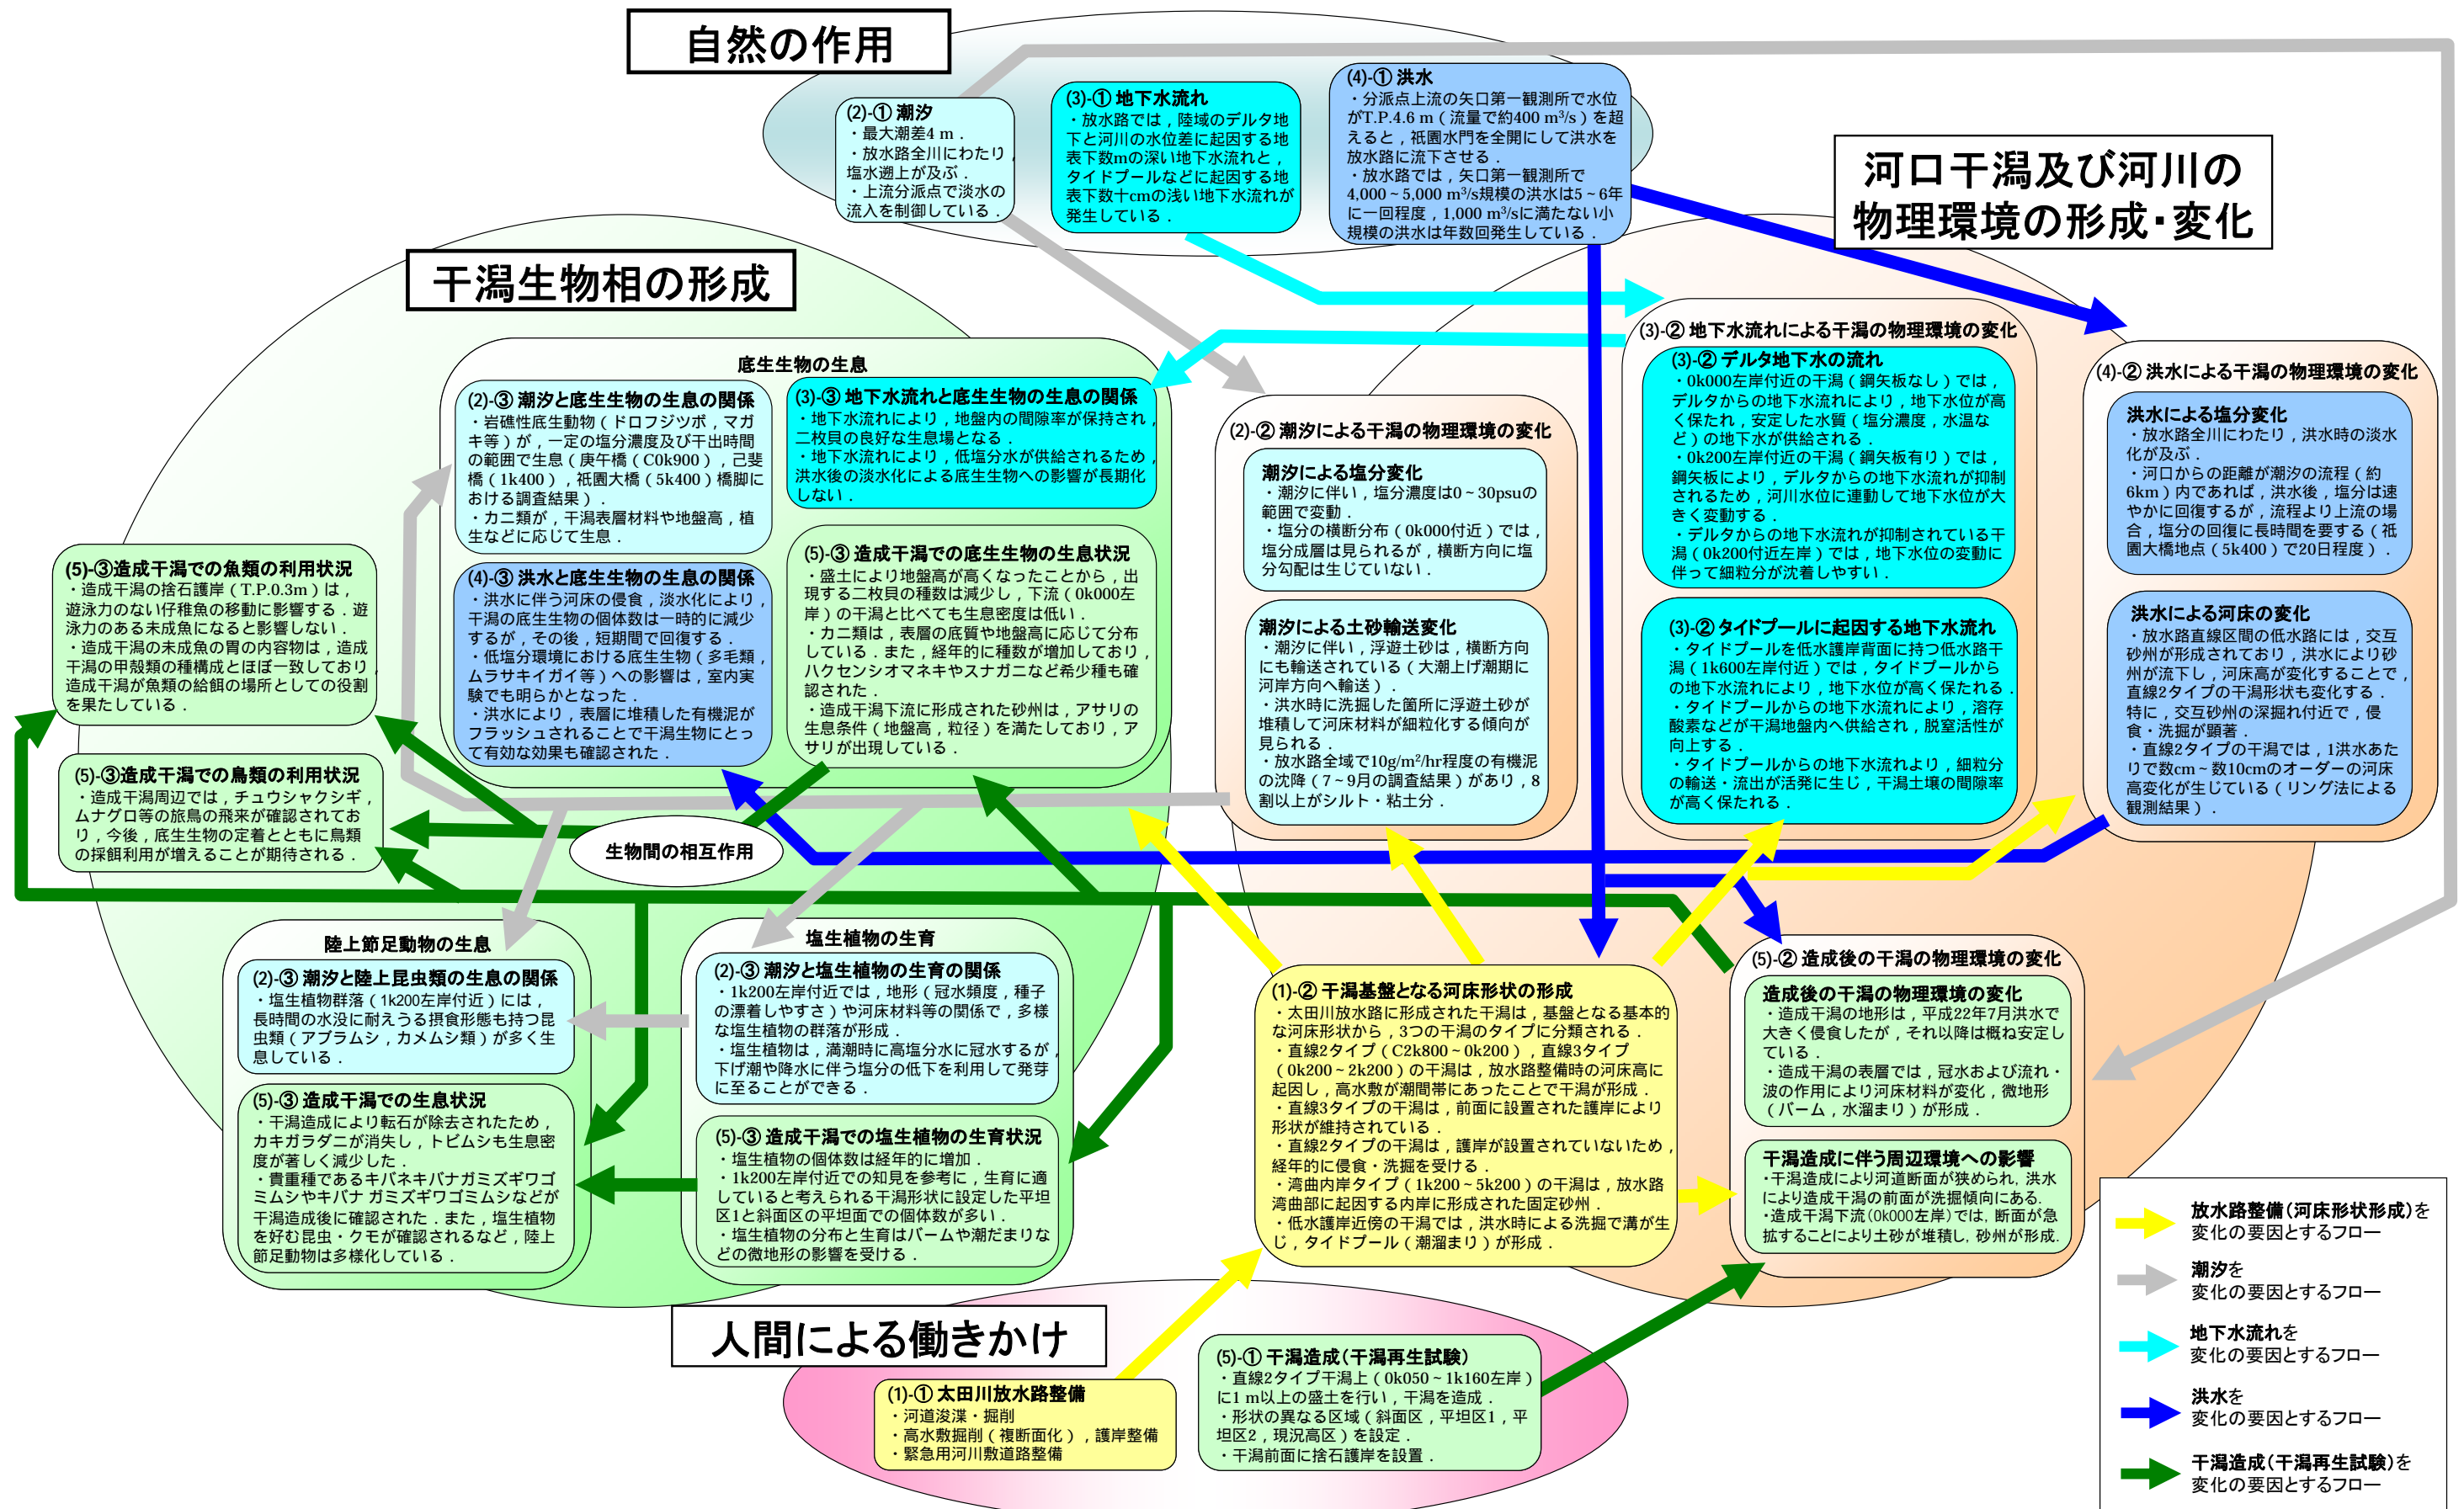 自然の作用
(2)-① 潮汐
・最大潮差4 m．
・放水路全川にわたり，
塩水遡上が及ぶ．
・上流分派点で淡水の
流入を制御している．
(3)-① 地下水流れ
・放水路では，陸域のデルタ地
下と河川の水位差に起因する地
表下数mの深い地下水流れと，
タイドプールなどに起因する地
表下数十cmの浅い地下水流れが
発生している．
(4)-① 洪水
・分派点上流の矢口第一観測所で水位
がT.P.4.6 m（流量で約400 m³/s）を超
えると，祇園水門を全開にして洪水を
放水路に流下させる．
・放水路では，矢口第一観測所で
4,000～5,000 m³/s規模の洪水は5～6年
に一回程度，1,000 m³/sに満たない小
規模の洪水は年数回発生している．
河口干潟及び河川の
物理環境の形成・変化
干潟生物相の形成
底生生物の生息
(2)-③ 潮汐と底生生物の生息の関係
・岩礁性底生動物（ドロフジツボ，マガ
キ等）が，一定の塩分濃度及び干出時間
の範囲で生息（庚午橋（C0k900），己斐
橋（1k400），祇園大橋（5k400）橋脚に
おける調査結果）．
・カニ類が，干潟表層材料や地盤高，植
生などに応じて生息．
(3)-③ 地下水流れと底生生物の生息の関係
・地下水流れにより，地盤内の間隙率が保持され，
二枚貝の良好な生息場となる．
・地下水流れにより，低塩分水が供給されるため，
洪水後の淡水化による底生生物への影響が長期化
しない．
(4)-③ 洪水と底生生物の生息の関係
・洪水に伴う河床の侵食，淡水化により，
干潟の底生生物の個体数は一時的に減少
するが，その後，短期間で回復する．
・低塩分環境における底生生物（多毛類，
ムラサキイガイ等）への影響は，室内実
験でも明らかとなった．
・洪水により，表層に堆積した有機泥が
フラッシュされることで干潟生物にとっ
て有効な効果も確認された．
(5)-③ 造成干潟での底生生物の生息状況
・盛土により地盤高が高くなったことから，出
現する二枚貝の種数は減少し，下流（0k000左
岸）の干潟と比べても生息密度は低い．
・カニ類は，表層の底質や地盤高に応じて分布
している．また，経年的に種数が増加しており，
ハクセンシオマネキやスナガニなど希少種も確
認された．
・造成干潟下流に形成された砂州は，アサリの
生息条件（地盤高，粒径）を満たしており，ア
サリが出現している．
(5)-③造成干潟での魚類の利用状況
・造成干潟の捨石護岸（T.P.0.3m）は，
遊泳力のない仔稚魚の移動に影響する．遊
泳力のある未成魚になると影響しない．
・造成干潟の未成魚の胃の内容物は，造成
干潟の甲殻類の種構成とほぼ一致しており，
造成干潟が魚類の給餌の場所としての役割
を果たしている．
(5)-③造成干潟での鳥類の利用状況
・造成干潟周辺では，チュウシャクシギ，
ムナグロ等の旅鳥の飛来が確認されてお
り，今後，底生生物の定着とともに鳥類
の採餌利用が増えることが期待される．
生物間の相互作用
陸上節足動物の生息
(2)-③ 潮汐と陸上昆虫類の生息の関係
・塩生植物群落（1k200左岸付近）には，
長時間の水没に耐えうる摂食形態も持つ昆
虫類（アブラムシ，カメムシ類）が多く生
息している．
(5)-③ 造成干潟での生息状況
・干潟造成により転石が除去されたため，
カキガラダニが消失し，トビムシも生息密
度が著しく減少した．
・貴重種であるキバネキバナガミズギワゴ
ミムシやキバナ ガミズギワゴミムシなどが
干潟造成後に確認された．また，塩生植物
を好む昆虫・クモが確認されるなど，陸上
節足動物は多様化している．
塩生植物の生育
(2)-③ 潮汐と塩生植物の生育の関係
・1k200左岸付近では，地形（冠水頻度，種子
の漂着しやすさ）や河床材料等の関係で，多様
な塩生植物の群落が形成．
・塩生植物は，満潮時に高塩分水に冠水するが，
下げ潮や降水に伴う塩分の低下を利用して発芽
に至ることができる．
(5)-③ 造成干潟での塩生植物の生育状況
・塩生植物の個体数は経年的に増加．
・1k200左岸付近での知見を参考に，生育に適
していると考えられる干潟形状に設定した平坦
区1と斜面区の平坦面での個体数が多い．
・塩生植物の分布と生育はバームや潮だまりな
どの微地形の影響を受ける．
(2)-② 潮汐による干潟の物理環境の変化
潮汐による塩分変化
・潮汐に伴い，塩分濃度は0～30psuの
範囲で変動．
・塩分の横断分布（0k000付近）では，
塩分成層は見られるが，横断方向に塩
分勾配は生じていない．
潮汐による土砂輸送変化
・潮汐に伴い，浮遊土砂は，横断方向
にも輸送されている（大潮上げ潮期に
河岸方向へ輸送）．
・洪水時に洗掘した箇所に浮遊土砂が
堆積して河床材料が細粒化する傾向が
見られる．
・放水路全域で10g/m²/hr程度の有機泥
の沈降（7～9月の調査結果）があり，8
割以上がシルト・粘土分．
(3)-② 地下水流れによる干潟の物理環境の変化
(3)-② デルタ地下水の流れ
・0k000左岸付近の干潟（鋼矢板なし）では，
デルタからの地下水流れにより，地下水位が高
く保たれ，安定した水質（塩分濃度，水温な
ど）の地下水が供給される．
・0k200左岸付近の干潟（鋼矢板有り）では，
鋼矢板により，デルタからの地下水流れが抑制
されるため，河川水位に連動して地下水位が大
きく変動する．
・デルタからの地下水流れが抑制されている干
潟（0k200付近左岸）では，地下水位の変動に
伴って細粒分が沈着しやすい．
(3)-② タイドプールに起因する地下水流れ
・タイドプールを低水護岸背面に持つ低水路干
潟（1k600左岸付近）では，タイドプールから
の地下水流れにより，地下水位が高く保たれる．
・タイドプールからの地下水流れにより，溶存
酸素などが干潟地盤内へ供給され，脱窒活性が
向上する．
・タイドプールからの地下水流れより，細粒分
の輸送・流出が活発に生じ，干潟土壌の間隙率
が高く保れる．
(4)-② 洪水による干潟の物理環境の変化
洪水による塩分変化
・放水路全川にわたり，洪水時の淡水
化が及ぶ．
・河口からの距離が潮汐の流程（約
6km）内であれば，洪水後，塩分は速
やかに回復するが，流程より上流の場
合，塩分の回復に長時間を要する（祇
園大橋地点（5k400）で20日程度）．
洪水による河床の変化
・放水路直線区間の低水路には，交互
砂州が形成されており，洪水により砂
州が流下し，河床高が変化することで，
直線2タイプの干潟形状も変化する．
特に，交互砂州の深掘れ付近で，侵
食・洗掘が顕著．
・直線2タイプの干潟では，1洪水あた
りで数cm～数10cmのオーダーの河床
高変化が生じている（リング法による
観測結果）．
(1)-② 干潟基盤となる河床形状の形成
・太田川放水路に形成された干潟は，基盤となる基本的
な河床形状から，3つの干潟のタイプに分類される．
・直線2タイプ（C2k800～0k200），直線3タイプ
（0k200～2k200）の干潟は，放水路整備時の河床高に
起因し，高水敷が潮間帯にあったことで干潟が形成．
・直線3タイプの干潟は，前面に設置された護岸により
形状が維持されている．
・直線2タイプの干潟は，護岸が設置されていないため，
経年的に侵食・洗掘を受ける．
・湾曲内岸タイプ（1k200～5k200）の干潟は，放水路
湾曲部に起因する内岸に形成された固定砂州．
・低水護岸近傍の干潟では，洪水時による洗掘で溝が生
じ，タイドプール（潮溜まり）が形成．
(5)-② 造成後の干潟の物理環境の変化
造成後の干潟の物理環境の変化
・造成干潟の地形は，平成22年7月洪水で
大きく侵食したが，それ以降は概ね安定し
ている．
・造成干潟の表層では，冠水および流れ・
波の作用により河床材料が変化，微地形
（バーム，水溜まり）が形成．
干潟造成に伴う周辺環境への影響
・干潟造成により河道断面が狭められ，洪水
により造成干潟の前面が洗掘傾向にある．
・造成干潟下流（0k000左岸）では，断面が急
拡することにより土砂が堆積し，砂州が形成．
人間による働きかけ
(1)-① 太田川放水路整備
・河道浚渫・掘削
・高水敷掘削（複断面化），護岸整備
・緊急用河川敷道路整備
(5)-① 干潟造成（干潟再生試験）
・直線2タイプ干潟上（0k050～1k160左岸）
に1 m以上の盛土を行い，干潟を造成．
・形状の異なる区域（斜面区，平坦区1，平
坦区2，現況高区）を設定．
・干潟前面に捨石護岸を設置．
放水路整備（河床形状形成）を
変化の要因とするフロー
潮汐を
変化の要因とするフロー
地下水流れを
変化の要因とするフロー
洪水を
変化の要因とするフロー
干潟造成（干潟再生試験）を
変化の要因とするフロー